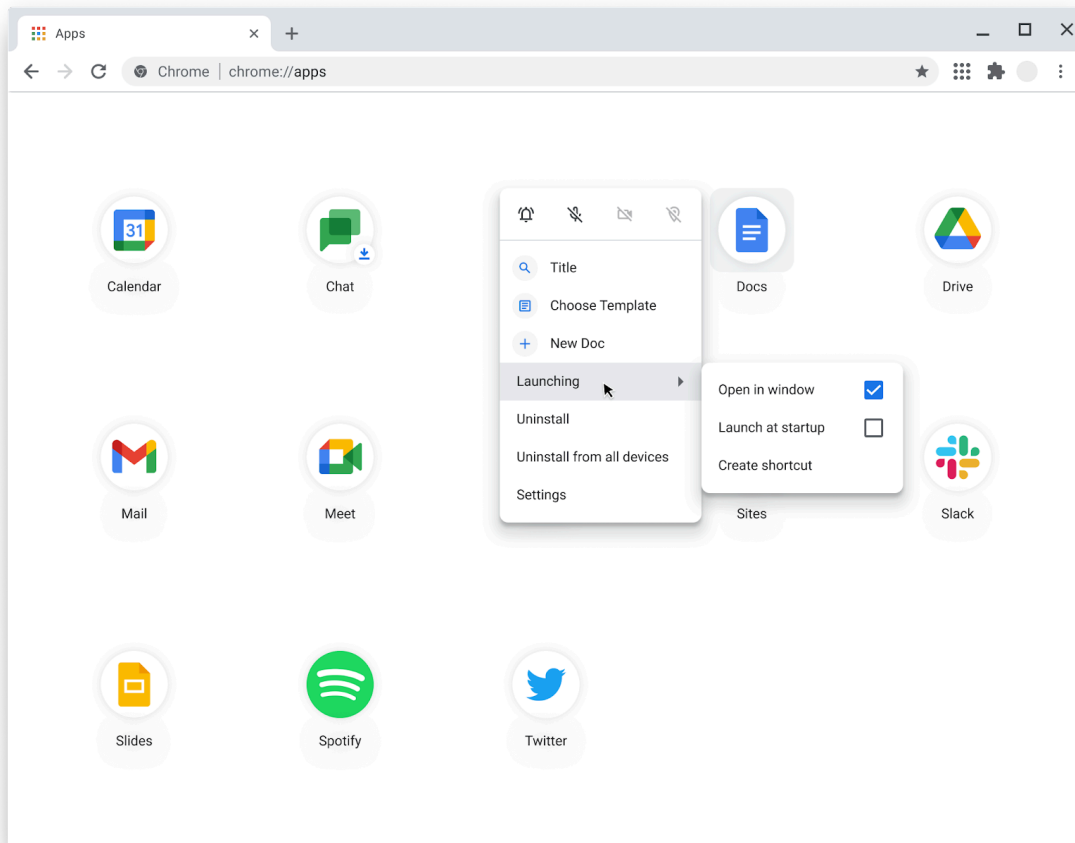 Apps
Chrome | chrome://apps
31
Calendar
Chat
Docs
Drive
Title
Choose Template
New Doc
Launching
Uninstall
Uninstall from all devices
Settings
Open in window
Launch at startup
Create shortcut
Mail
Meet
Sites
Slack
Slides
Spotify
Twitter